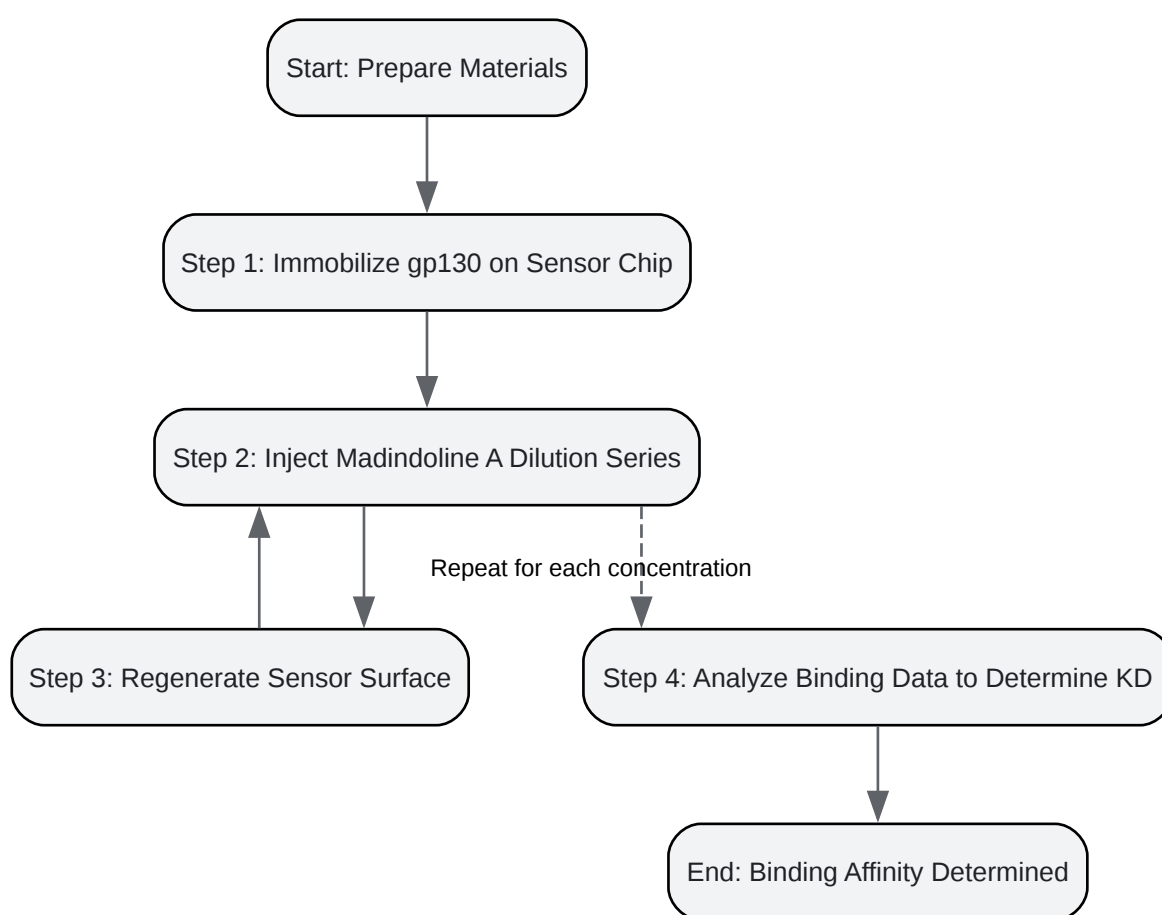 Start: Prepare Materials
Step 1: Immobilize gp130 on Sensor Chip
Step 2: Inject Madindoline A Dilution Series
Repeat for each concentration
Step 3: Regenerate Sensor Surface
Step 4: Analyze Binding Data to Determine KD
End: Binding Affinity Determined